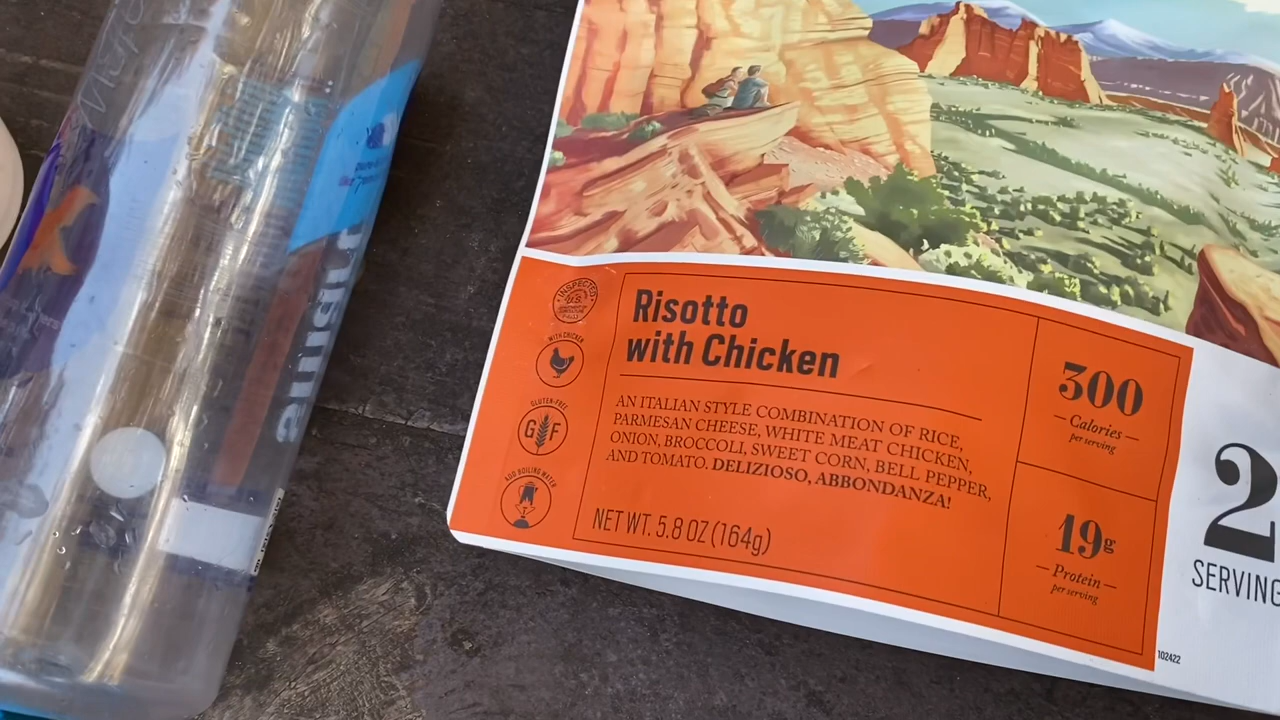 INSPECTED
U.S.
WITH CHICKEN
GLUTEN-FREE
G F
ADD BOILING WATER
Risotto
with Chicken
AN ITALIAN STYLE COMBINATION OF RICE,
PARMESAN CHEESE, WHITE MEAT CHICKEN,
ONION, BROCCOLI, SWEET CORN, BELL PEPPER,
AND TOMATO. DELIZIOSO, ABBONDANZA!
NET WT. 5.8 OZ (164g)
300
Calories
per serving
19g
Protein
per serving
2
SERVING
102422